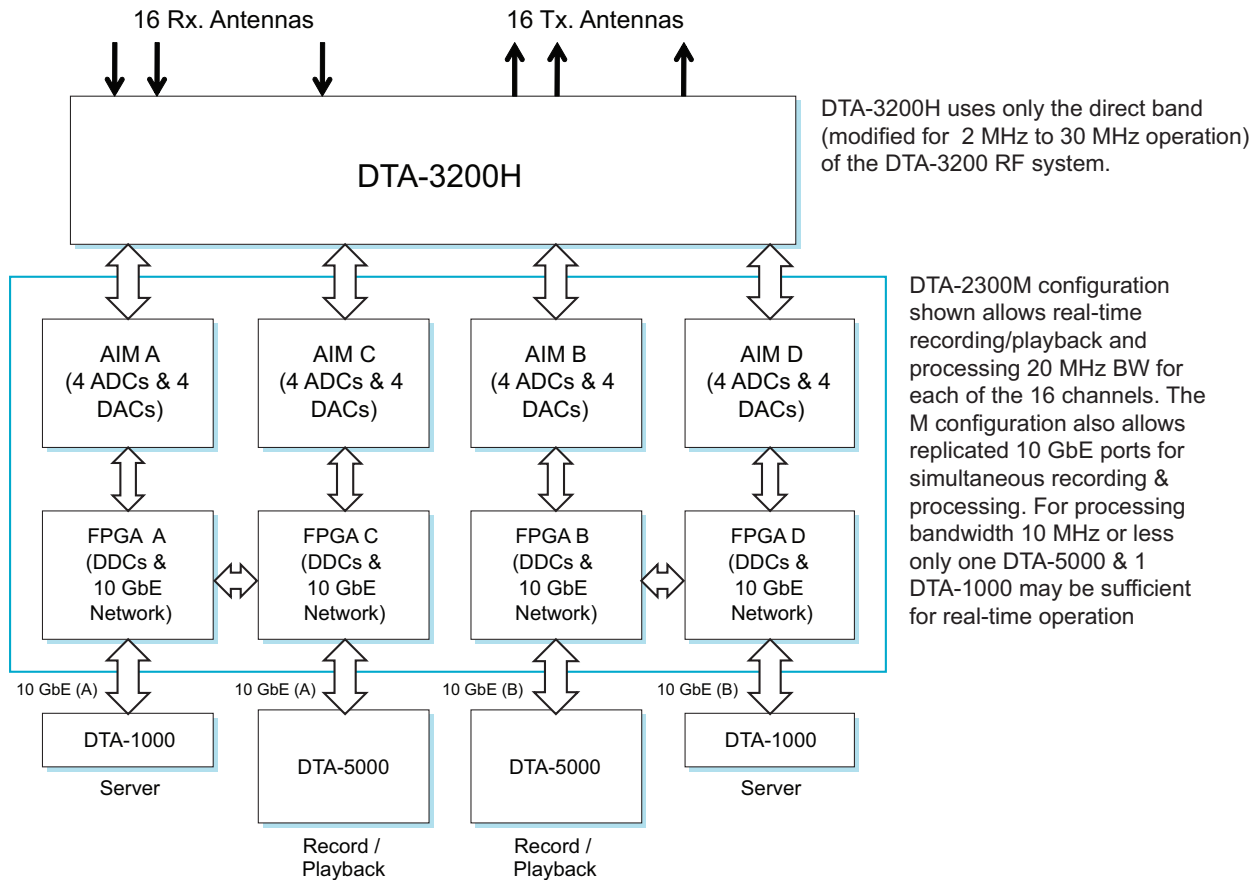 16 Rx. Antennas
16 Tx. Antennas
DTA-3200H
DTA-3200H uses only the direct band
(modified for 2 MHz to 30 MHz operation)
of the DTA-3200 RF system.
AIM A
(4 ADCs & 4
DACs)
AIM C
(4 ADCs & 4
DACs)
AIM B
(4 ADCs & 4
DACs)
AIM D
(4 ADCs & 4
DACs)
DTA-2300M configuration
shown allows real-time
recording/playback and
processing 20 MHz BW for
each of the 16 channels. The
M configuration also allows
replicated 10 GbE ports for
simultaneous recording &
processing. For processing
bandwidth 10 MHz or less
only one DTA-5000 & 1
DTA-1000 may be sufficient
for real-time operation
FPGA A
(DDCs &
10 GbE
Network)
FPGA C
(DDCs &
10 GbE
Network)
FPGA B
(DDCs &
10 GbE
Network)
FPGA D
(DDCs &
10 GbE
Network)
10 GbE (A)
10 GbE (A)
10 GbE (B)
10 GbE (B)
DTA-1000
Server
DTA-5000
Record /
Playback
DTA-5000
Record /
Playback
DTA-1000
Server